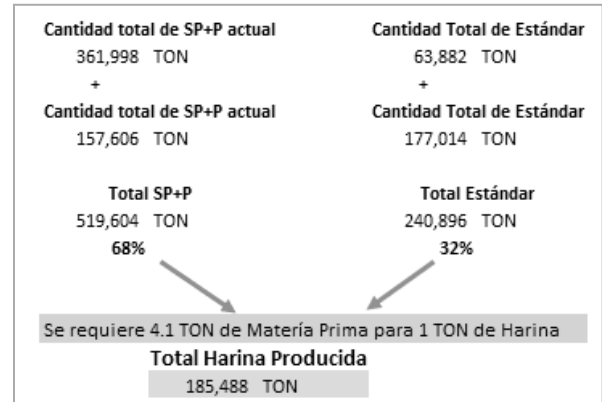 Cantidad total de SP+P actual Cantidad Total de Estándar
361,998 TON 63,882 TON
+ +
Cantidad total de SP+P actual Cantidad Total de Estándar
157,606 TON 177,014 TON
Total SP+P Total Estándar
519,604 TON 240,896 TON
68% 32%
Se requiere 4.1 TON de Matería Prima para 1 TON de Harina
Total Harina Producida
185,488 TON